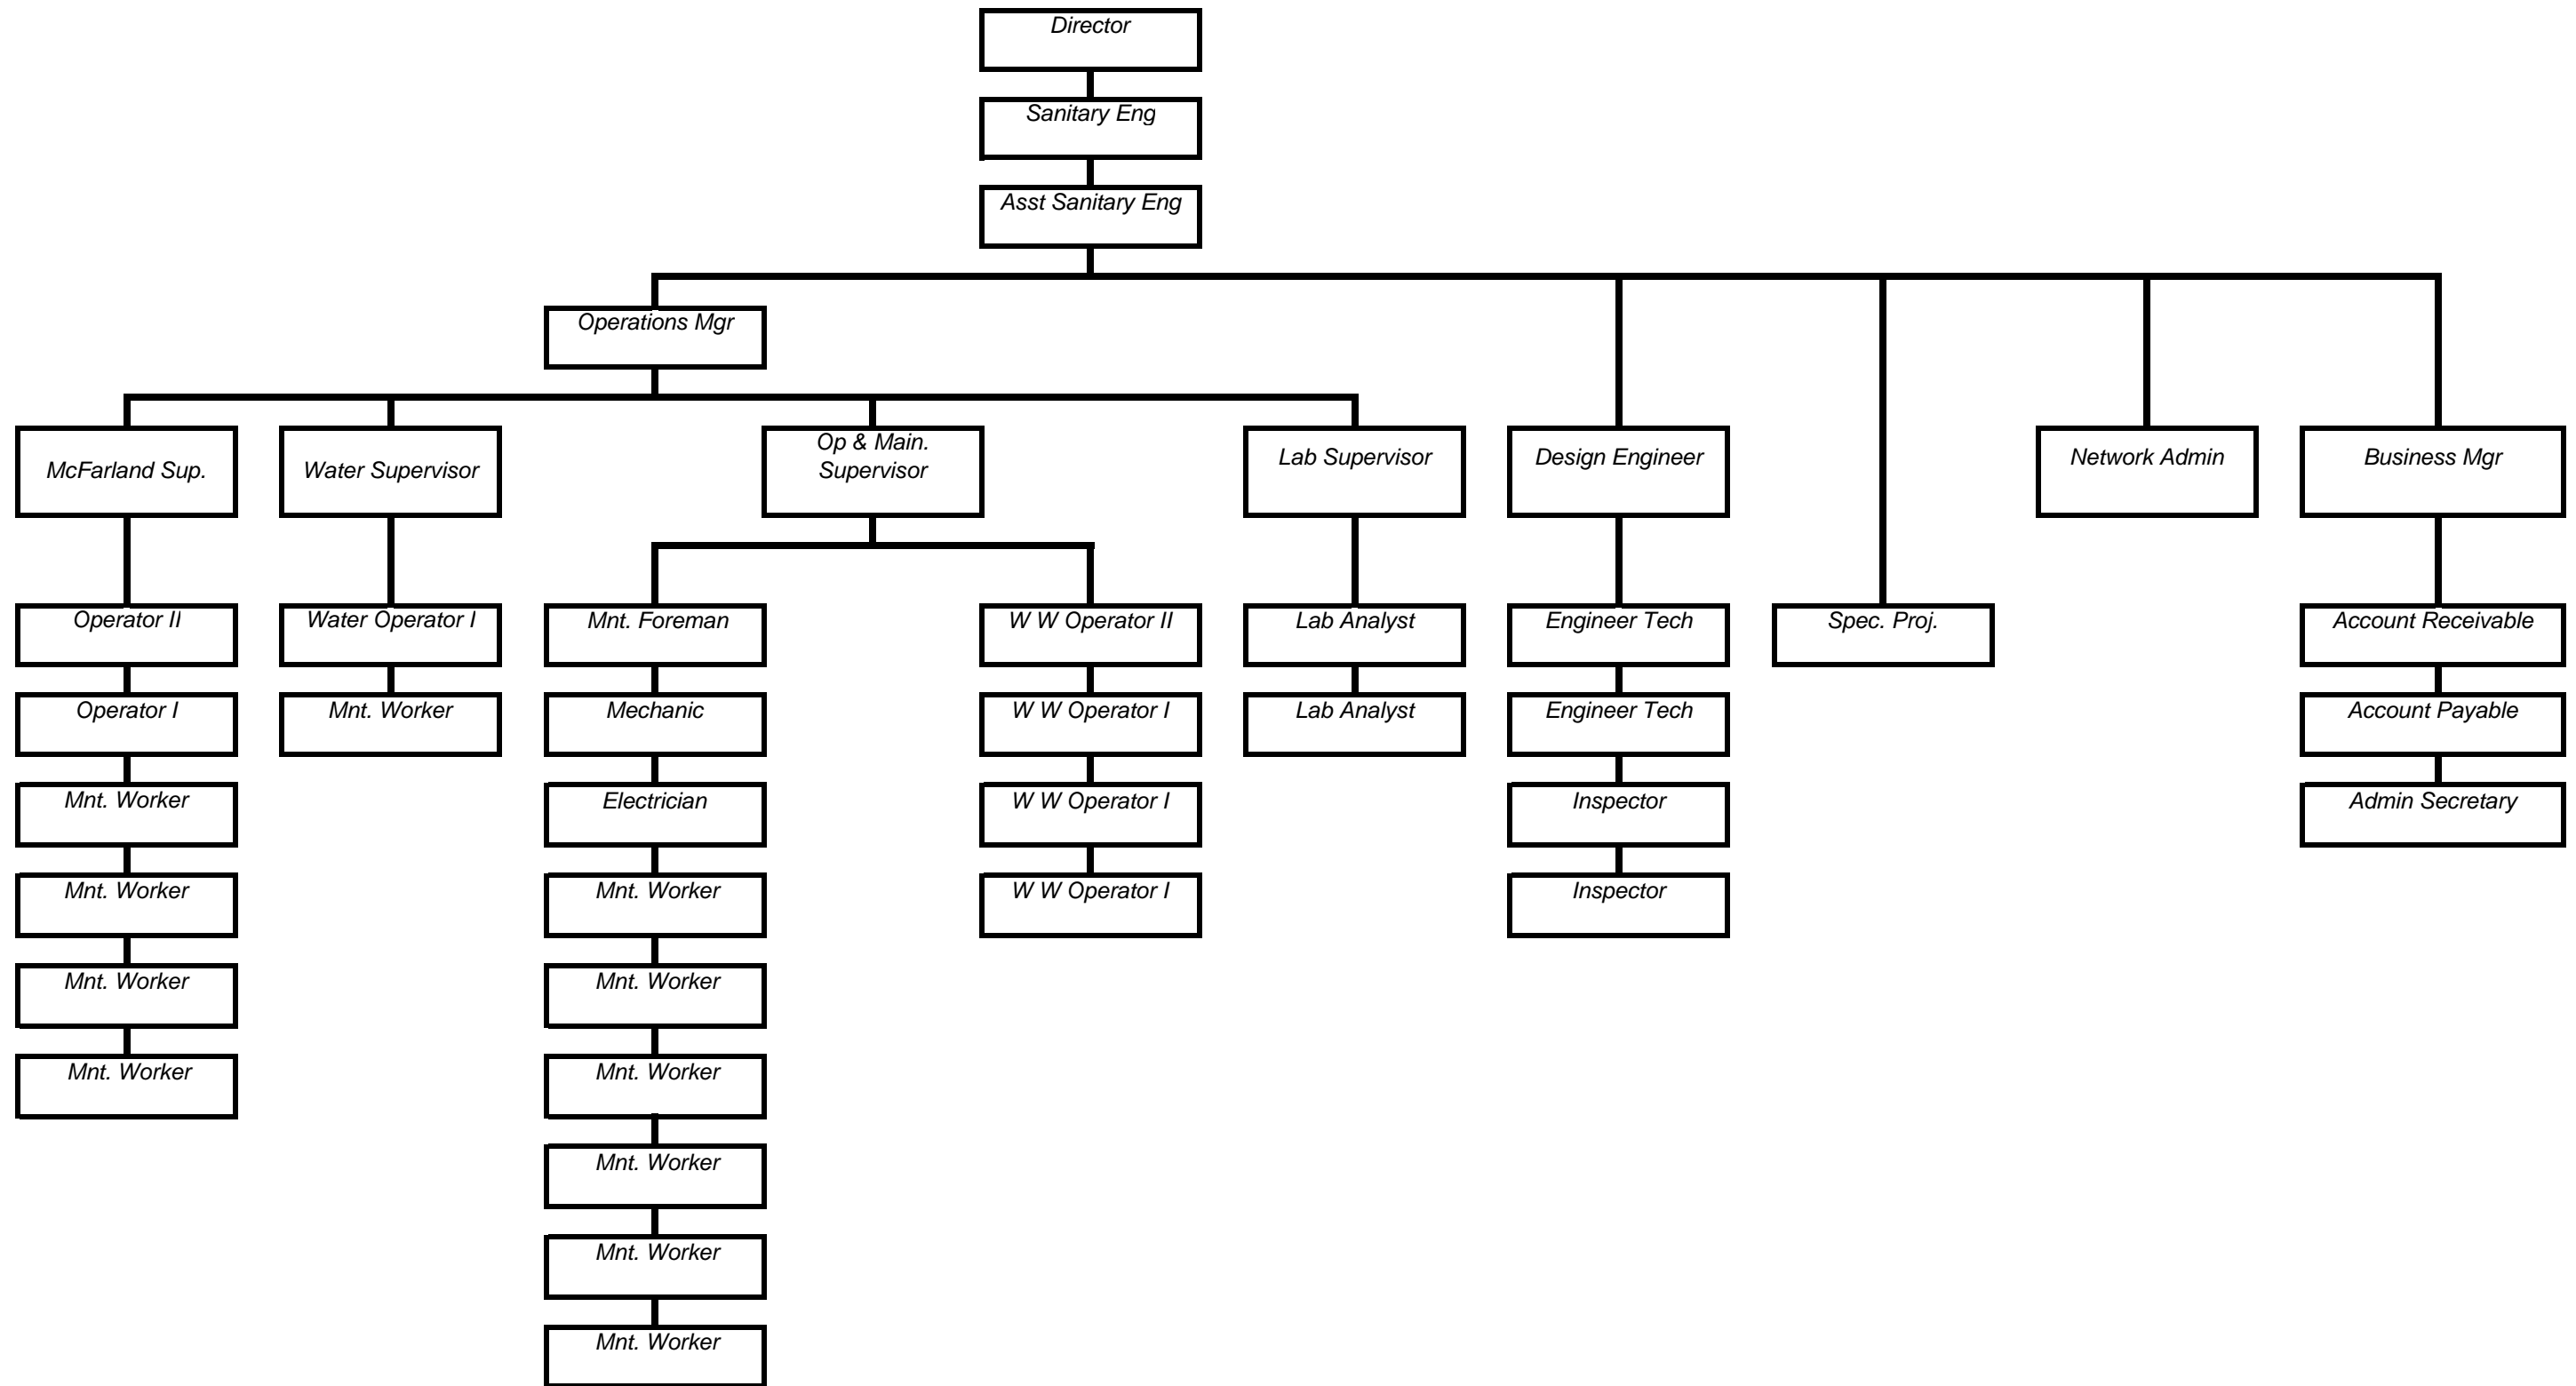 Director
Sanitary Eng
Asst Sanitary Eng
Operations Mgr
McFarland Sup.
Water Supervisor
Op & Main.
Supervisor
Lab Supervisor
Design Engineer
Network Admin
Business Mgr
Operator II
Water Operator I
Mnt. Foreman
W W Operator II
Lab Analyst
Engineer Tech
Spec. Proj.
Account Receivable
Operator I
Mnt. Worker
Mechanic
W W Operator I
Lab Analyst
Engineer Tech
Account Payable
Mnt. Worker
Electrician
W W Operator I
Inspector
Admin Secretary
Mnt. Worker
Mnt. Worker
W W Operator I
Inspector
Mnt. Worker
Mnt. Worker
Mnt. Worker
Mnt. Worker
Mnt. Worker
Mnt. Worker
Mnt. Worker